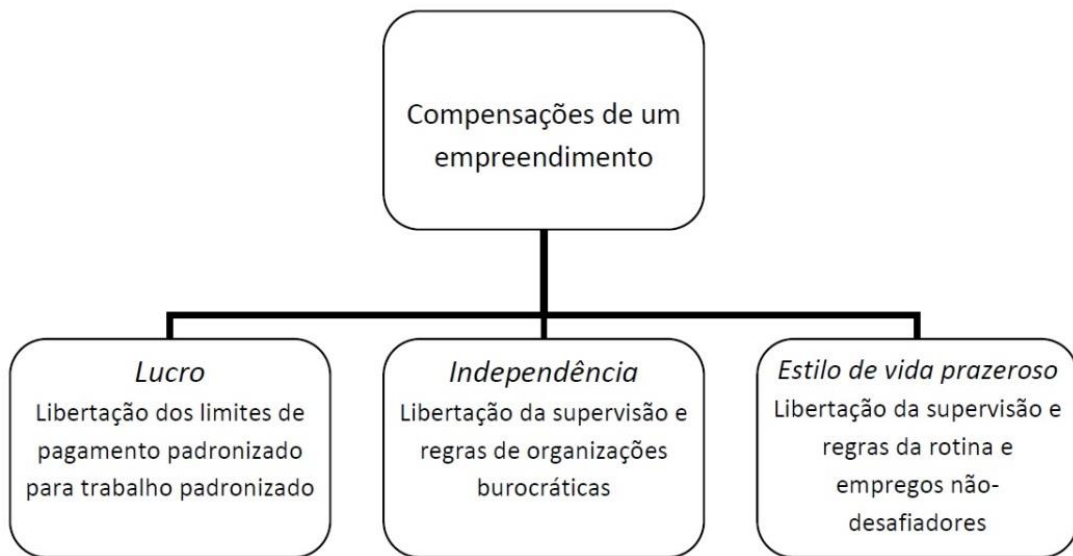 Compensações de um
empreendimento
Lucro
Libertação dos limites de
pagamento padronizado
para trabalho padronizado
Independência
Libertação da supervisão e
regras de organizações
burocráticas
Estilo de vida prazeroso
Libertação da supervisão e
regras da rotina e
empregos não-
desafiadores